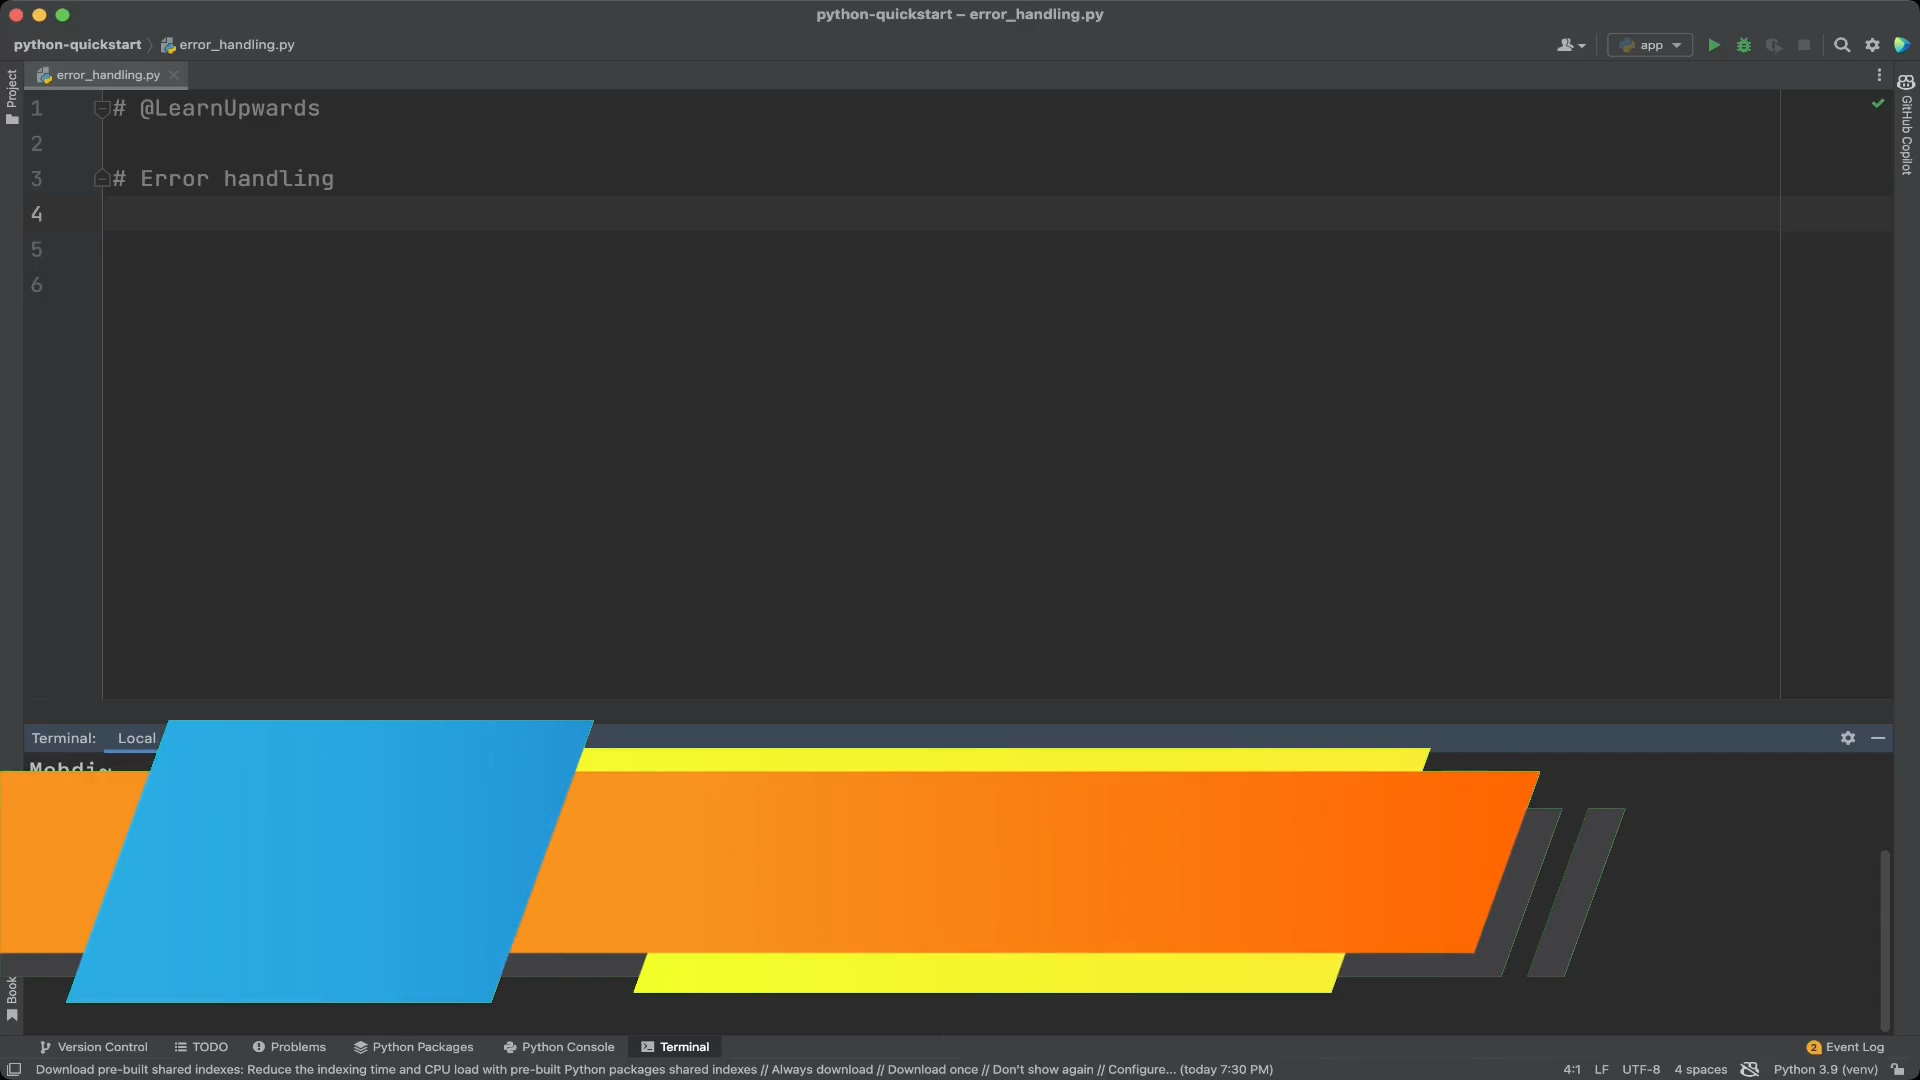 python-quickstart – error_handling.py
python-quickstart
error_handling.py
app
error_handling.py
Project
GitHub Copilot
1
# @LearnUpwards
2
3
# Error handling
4
5
6
Terminal:
Local
Book
Version Control
TODO
Problems
Python Packages
Python Console
Terminal
2
Event Log
Download pre-built shared indexes: Reduce the indexing time and CPU load with pre-built Python packages shared indexes // Always download // Download once // Don't show again // Configure... (today 7:30 PM)
4:1
LF
UTF-8
4 spaces
Python 3.9 (venv)